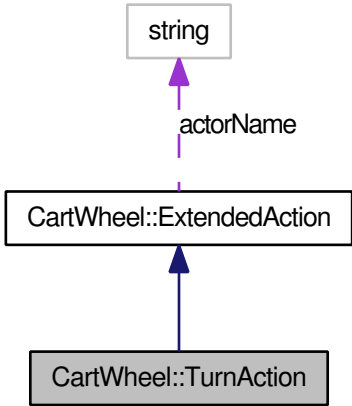 string
actorName
CartWheel::ExtendedAction
CartWheel::TurnAction